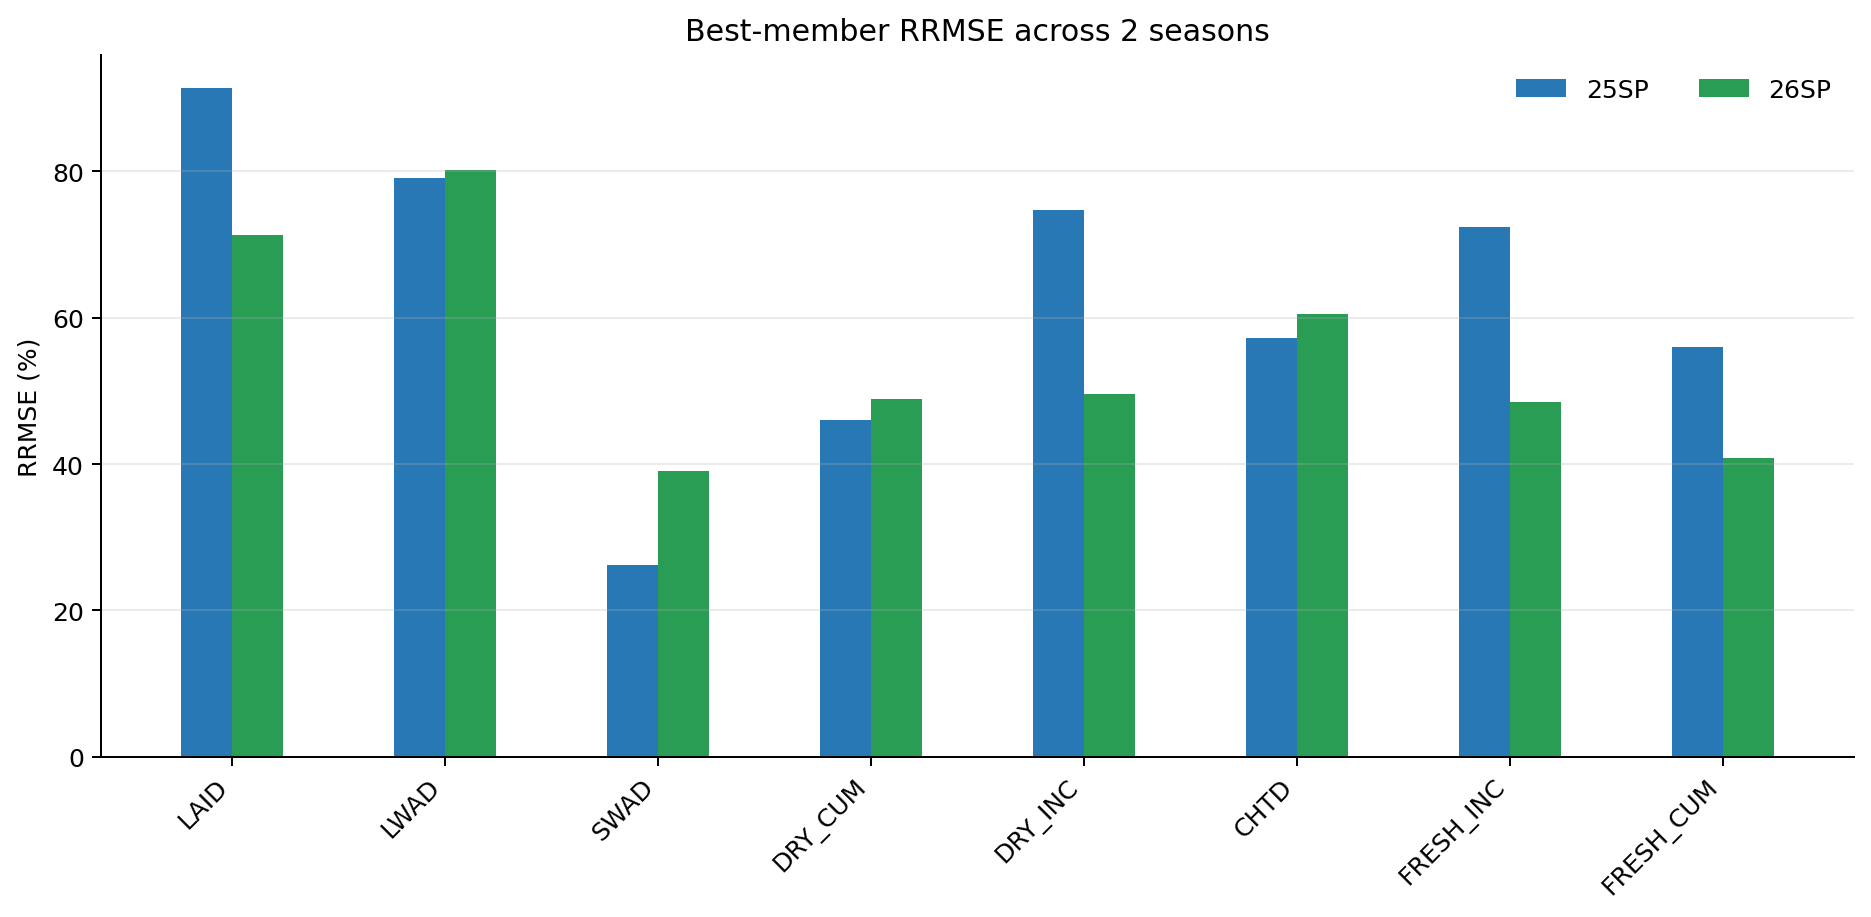 Best-member RRMSE across 2 seasons
25SP
26SP
RRMSE (%)
80
60
40
20
0
LAID
LWAD
SWAD
DRY_CUM
DRY_INC
CHTD
FRESH_INC
FRESH_CUM